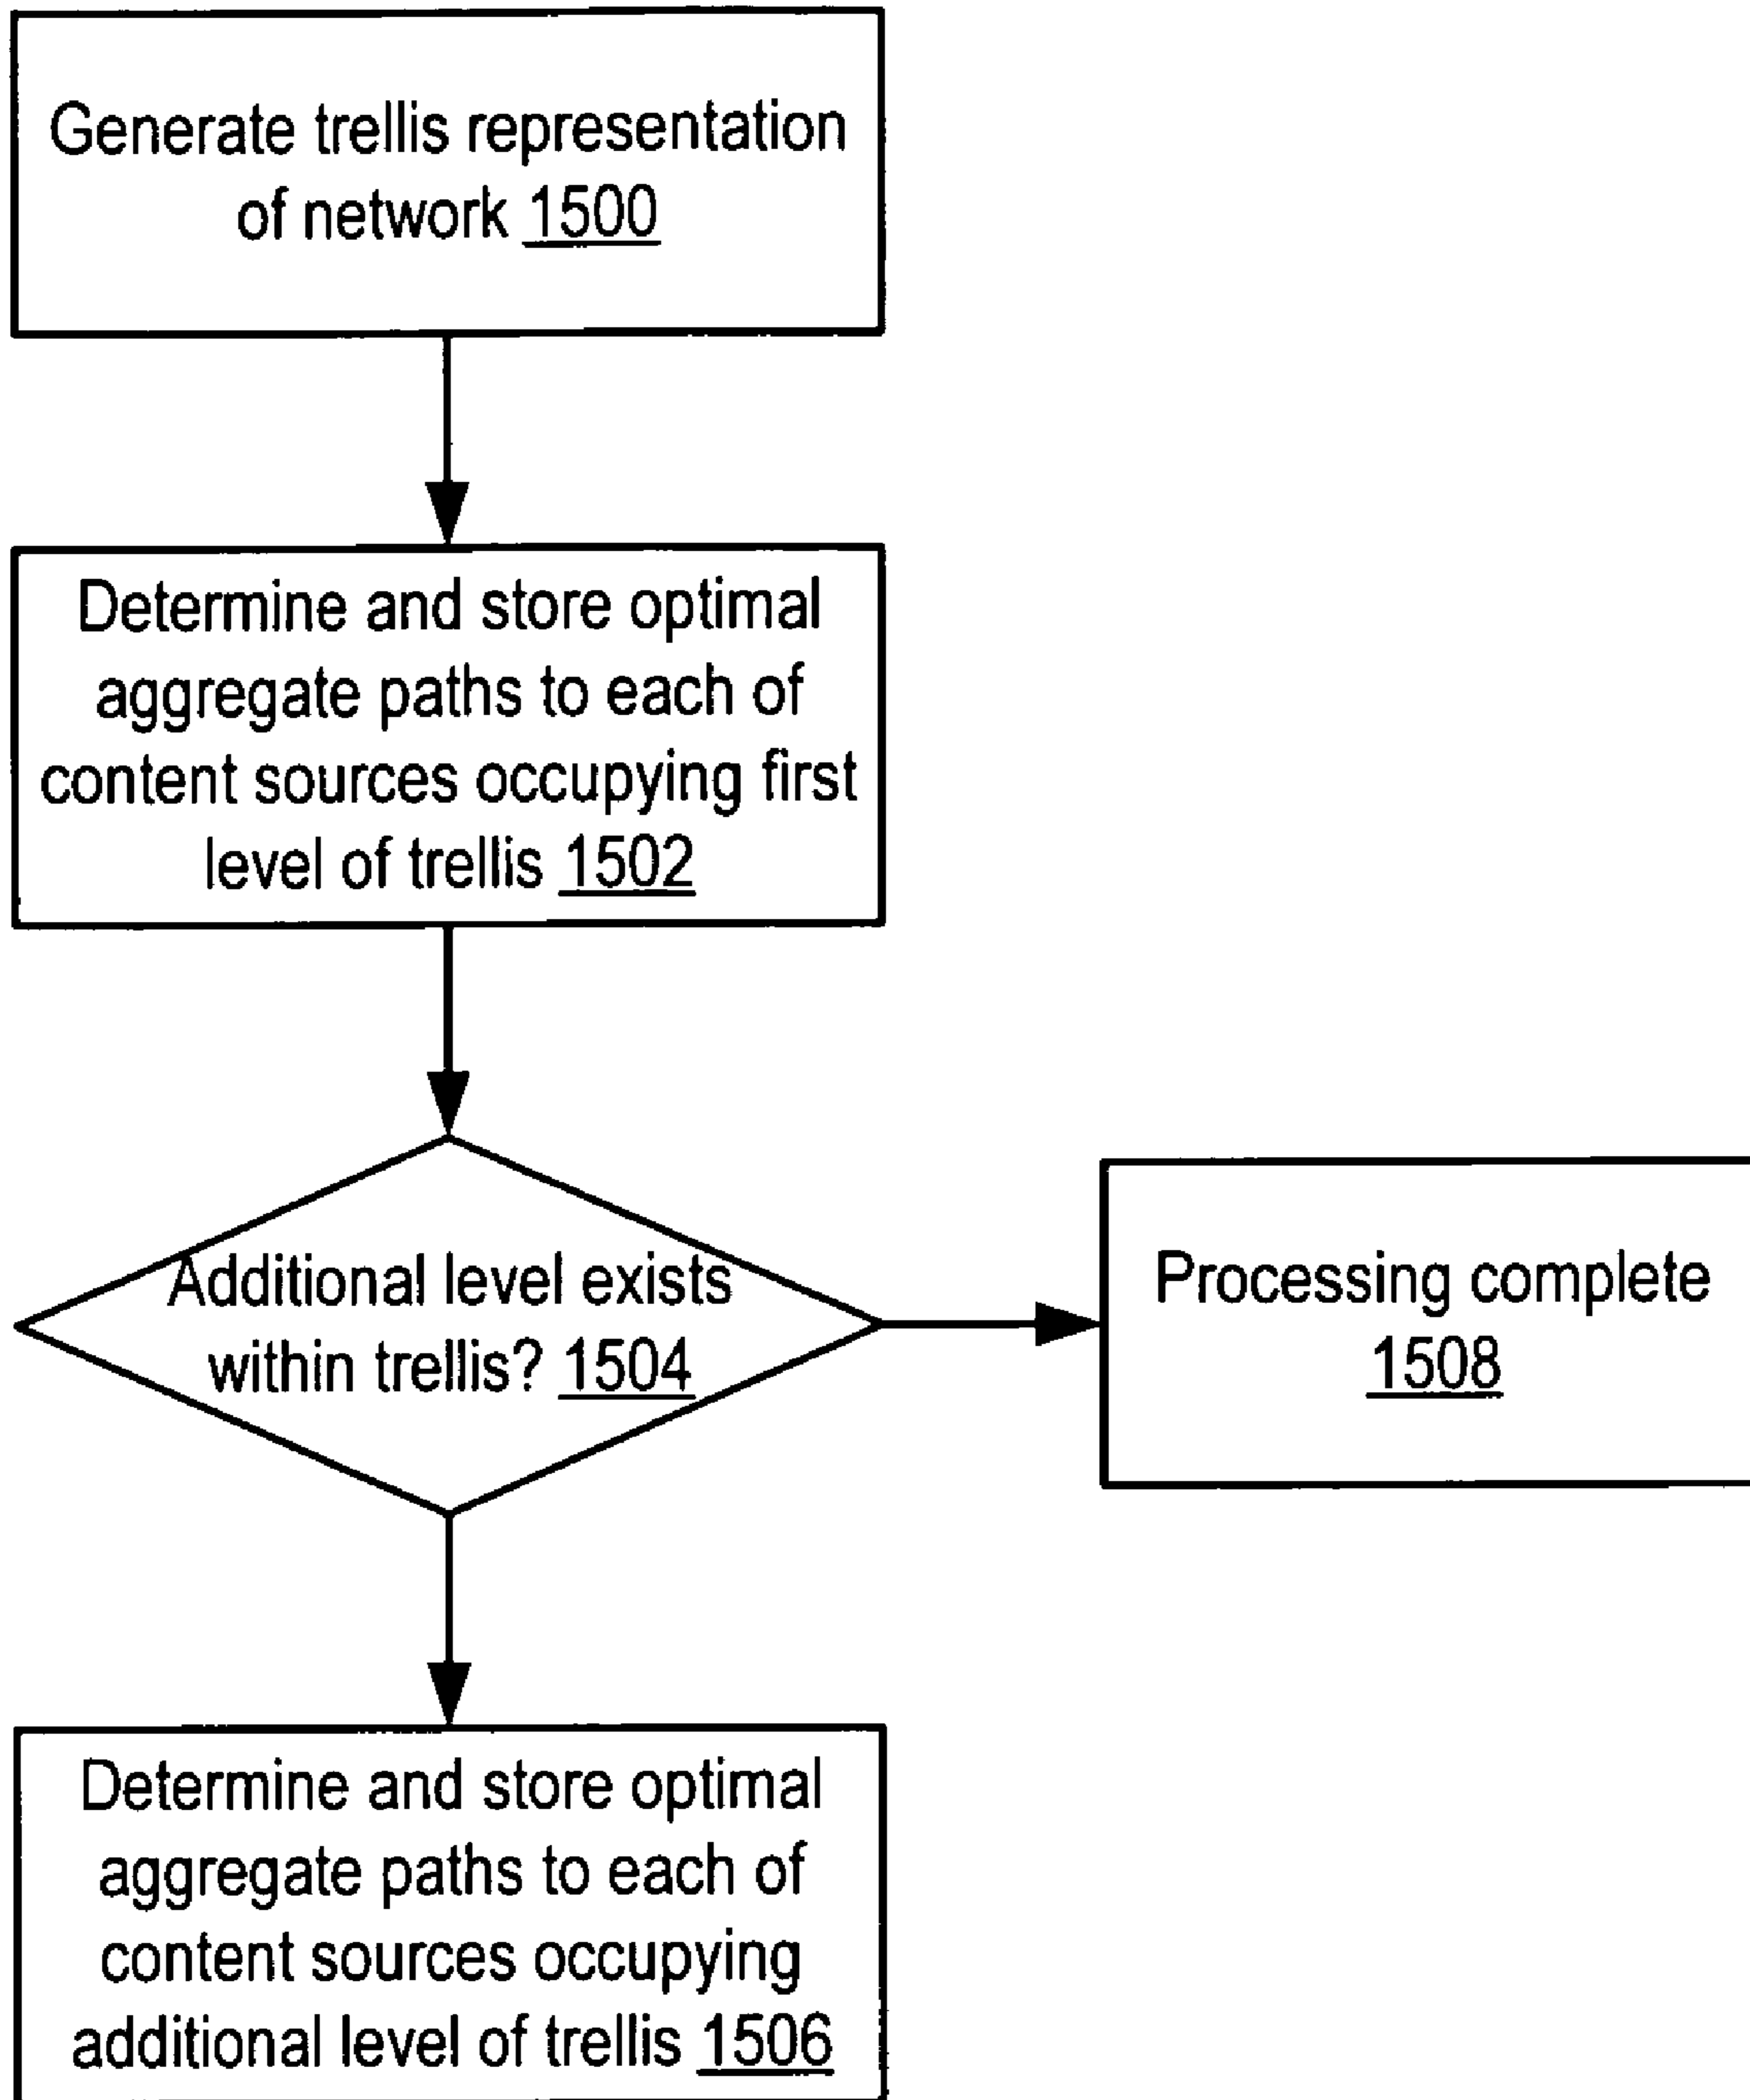 Generate trellis representation
of network 1500
Determine and store optimal
aggregate paths to each of
content sources occupying first
level of trellis 1502
Additional level exists
within trellis? 1504
Processing complete
1508
Determine and store optimal
aggregate paths to each of
content sources occupying
additional level of trellis 1506